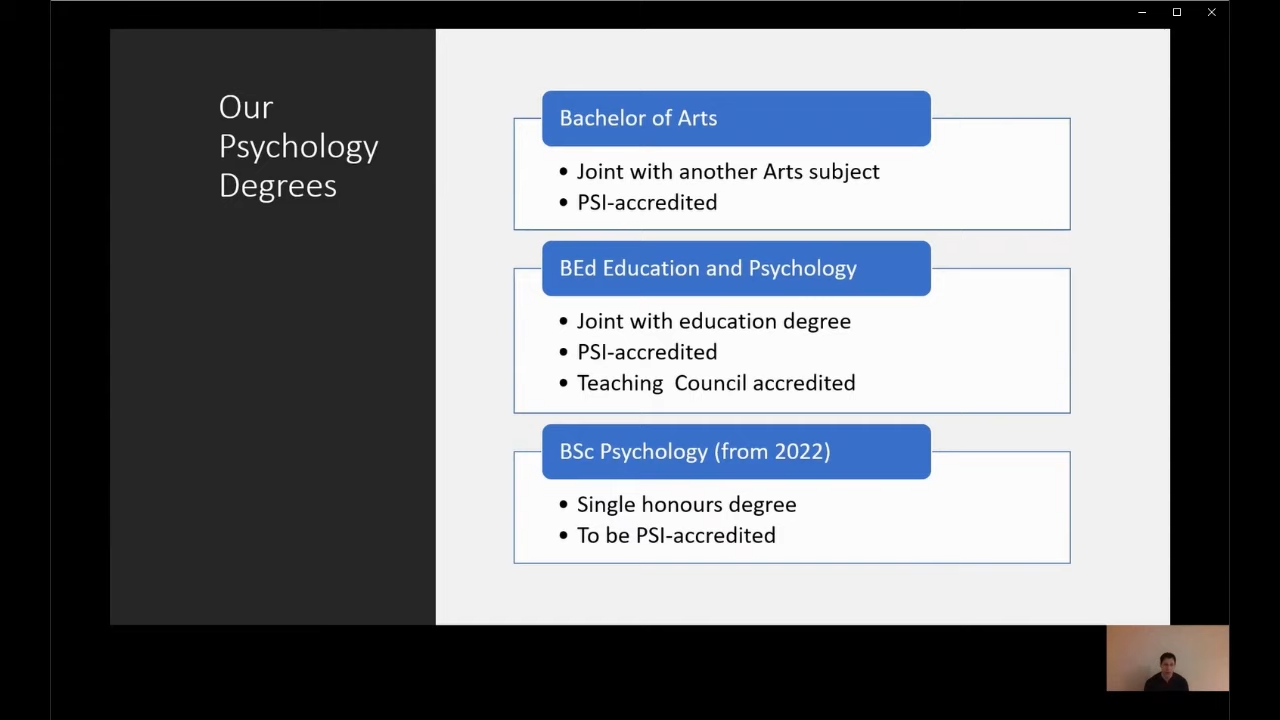 Our
Psychology
Degrees
Bachelor of Arts
• Joint with another Arts subject
• PSI-accredited
BEd Education and Psychology
• Joint with education degree
• PSI-accredited
• Teaching  Council accredited
BSc Psychology (from 2022)
• Single honours degree
• To be PSI-accredited